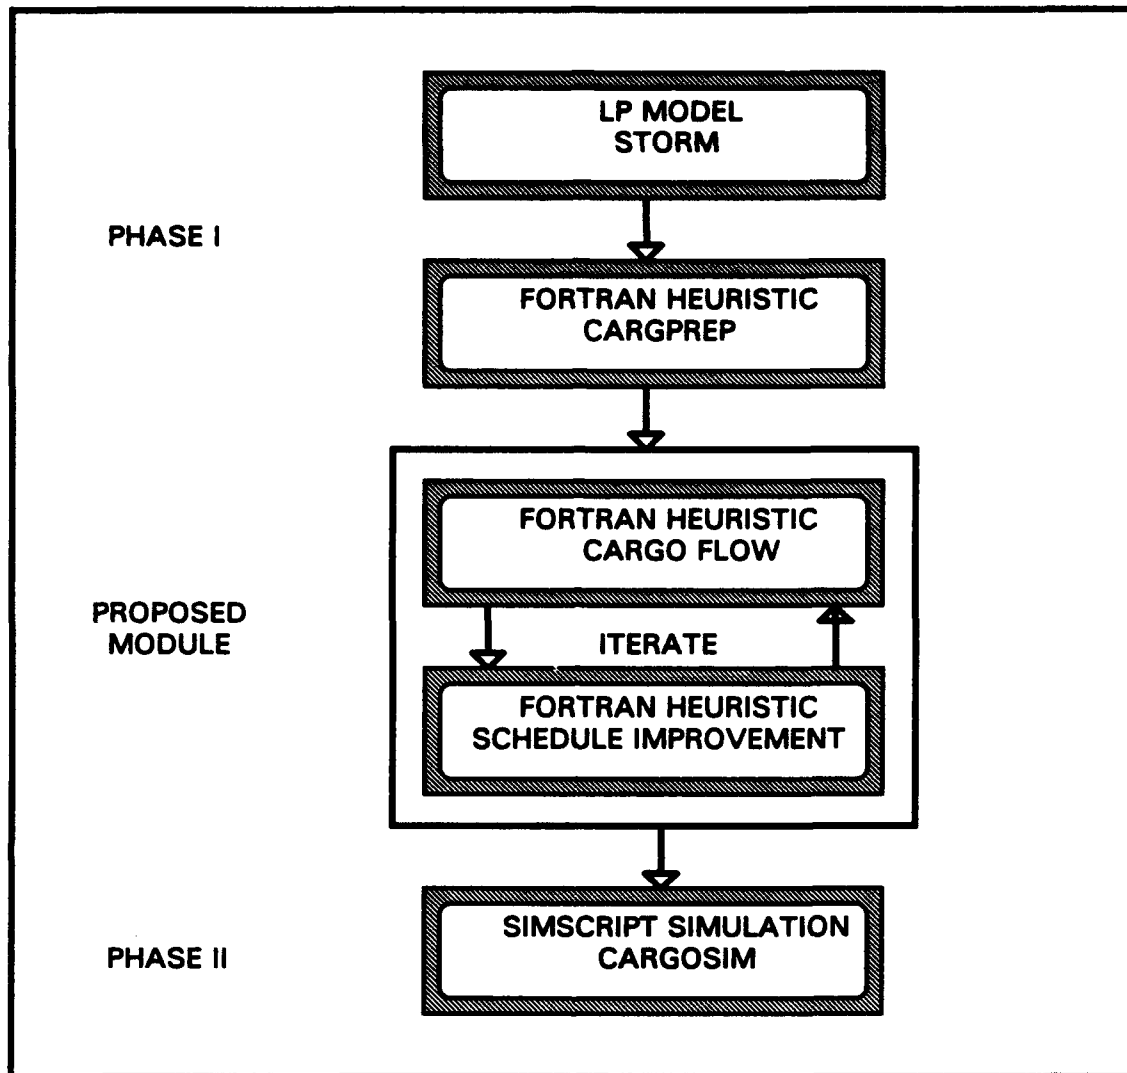 LP MODEL
STORM
PHASE I
FORTRAN HEURISTIC
CARGPREP
FORTRAN HEURISTIC
CARGO FLOW
PROPOSED
MODULE
ITERATE
FORTRAN HEURISTIC
SCHEDULE IMPROVEMENT
SIMSCRIPT SIMULATION
CARGOSIM
PHASE II